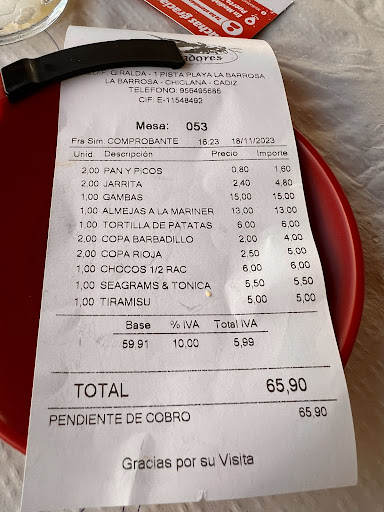 EDIF. GIRALDA - 1 PISTA PLAYA LA BARROSA
LA BARROSA - CHICLANA - CADIZ
TELEFONO: 956495685
CIF: E-11548492
Mesa: 053
Fra Sim: COMPROBANTE 16:23 18/11/2023
Unid. Descripción Precio Importe
2,00 PAN Y PICOS 0,80 1,60
2,00 JARRITA 2,40 4,80
1,00 GAMBAS 15,00 15,00
1,00 ALMEJAS A LA MARINER 13,00 13,00
1,00 TORTILLA DE PATATAS 6,00 6,00
2,00 COPA BARBADILLO 2,00 4,00
2,00 COPA RIOJA 2,50 5,00
1,00 CHOCOS 1/2 RAC 6,00 6,00
1,00 SEAGRAMS & TONICA 5,50 5,50
1,00 TIRAMISU 5,00 5,00
Base % IVA Total IVA
59.91 10,00 5,99
TOTAL 65,90
PENDIENTE DE COBRO 65,90
Gracias por su Visita